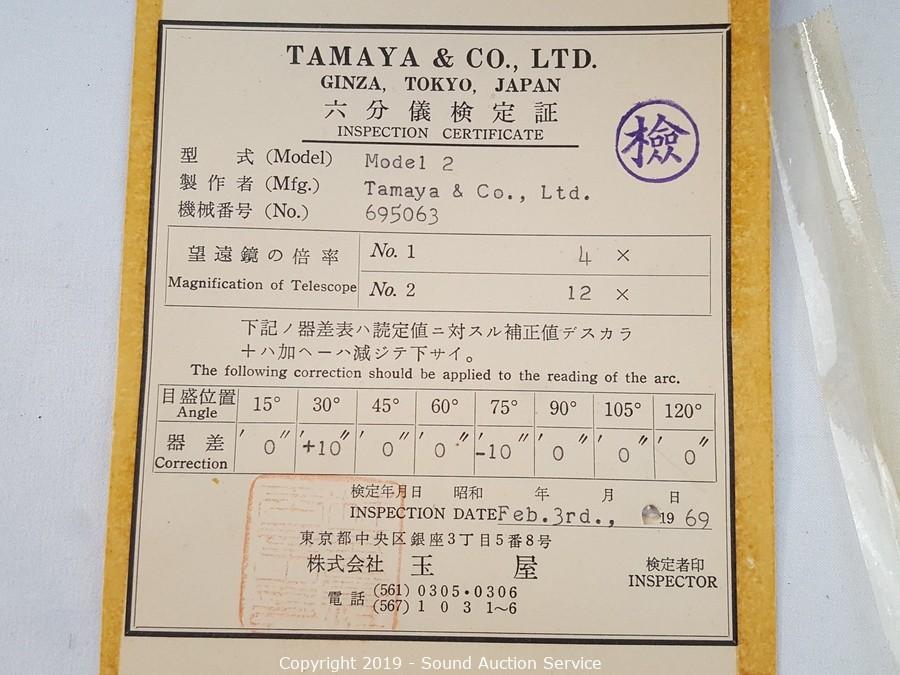 TAMAYA & CO., LTD.
GINZA, TOKYO, JAPAN
六分儀検定証
INSPECTION CERTIFICATE
檢
型 式 (Model) Model 2
製作者 (Mfg.) Tamaya & Co., Ltd.
機械番号 (No.) 695063
望遠鏡の倍率
Magnification of Telescope
No. 1 4 ×
No. 2 12 ×
下記ノ器差表ハ読定値ニ対スル補正値デスカラ
+ハ加へ−ハ減ジテ下サイ。
The following correction should be applied to the reading of the arc.
目盛位置 Angle 15° 30° 45° 60° 75° 90° 105° 120°
器差 Correction ′ 0″ ′+10″ ′ 0″ ′ 0″ ′-10″ ′ 0″ ′ 0″ ′ 0″
検定年月日 昭和 年 月 日
INSPECTION DATE Feb. 3rd., 19 69
東京都中央区銀座3丁目5番8号
株式会社 玉 屋
検定者印
INSPECTOR
電話 (561) 0305・0306
(567) 1 0 3 1~6
Copyright 2019 - Sound Auction Service